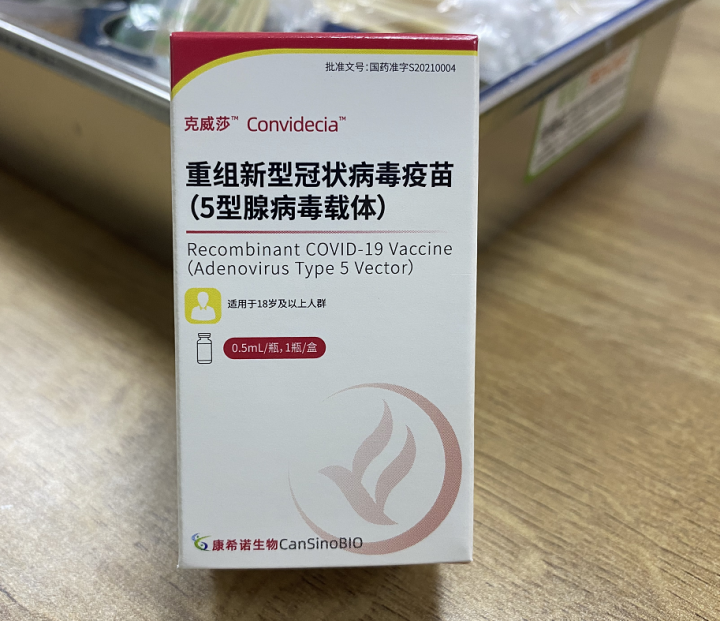 批准文号:国药准字S20210004
克威莎™ Convidecia™
重组新型冠状病毒疫苗
(5型腺病毒载体)
Recombinant COVID-19 Vaccine
(Adenovirus Type 5 Vector)
适用于18岁及以上人群
0.5mL/瓶,1瓶/盒
康希诺生物CanSinoBIO